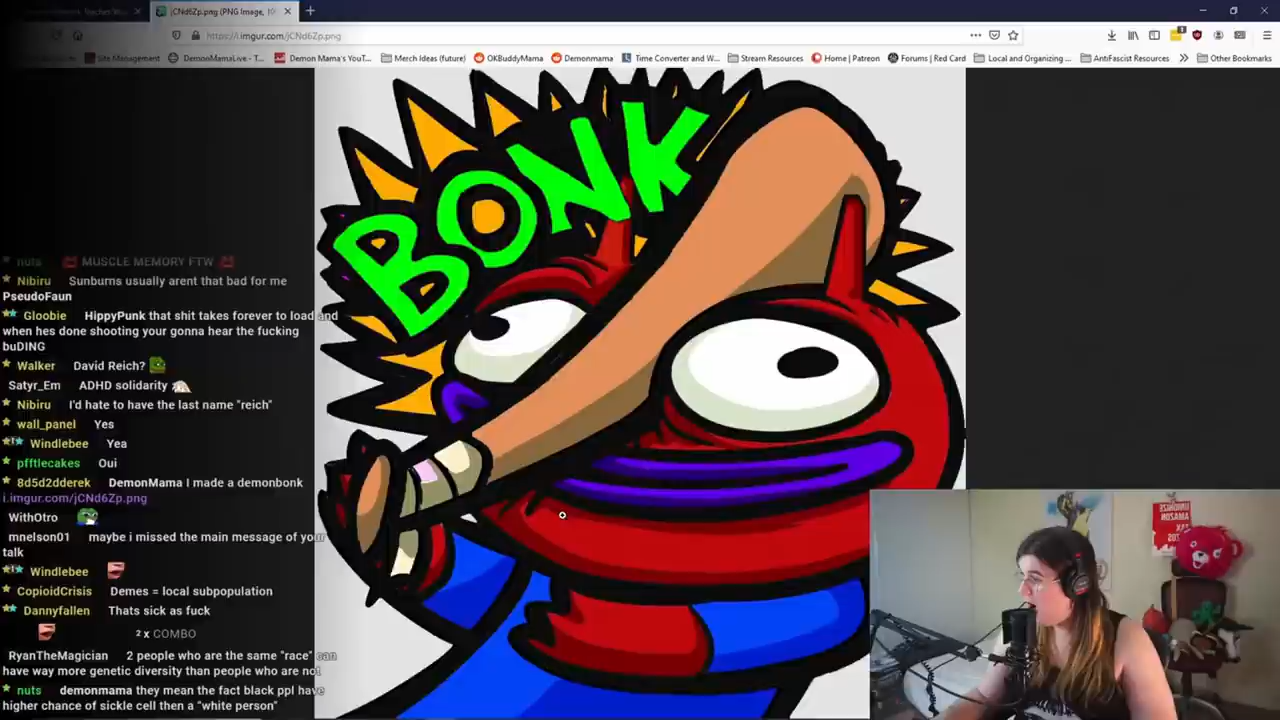 jCNd6Zp.png (PNG Image,
https://i.imgur.com/jCNd6Zp.png
Site Management
DemonMamaLive - T...
Demon Mama's YouT...
Merch Ideas (future)
OKBuddyMama
Demonmama
Time Converter and W...
Stream Resources
Home | Patreon
Forums | Red Card
Local and Organizing ...
AntiFascist Resources
Other Bookmarks
BONK
nuts MUSCLE MEMORY FTW
Nibiru Sunburns usually arent that bad for me
PseudoFaun
Gloobie HippyPunk that shit takes forever to load and
when hes done shooting your gonna hear the fucking
buDING
Walker David Reich?
Satyr_Em ADHD solidarity
Nibiru I'd hate to have the last name "reich"
wall_panel Yes
Windlebee Yea
pfftlecakes Oui
8d5d2dderek DemonMama I made a demonbonk
i.imgur.com/jCNd6Zp.png
WithOtro
mnelson01 maybe i missed the main message of your
talk
Windlebee
CopioidCrisis Demes = local subpopulation
Dannyfallen Thats sick as fuck
2 x COMBO
RyanTheMagician 2 people who are the same "race" can
have way more genetic diversity than people who are not
nuts demonmama they mean the fact black ppl have
higher chance of sickle cell then a "white person"
UNIONIZE
AMAZON
TAX